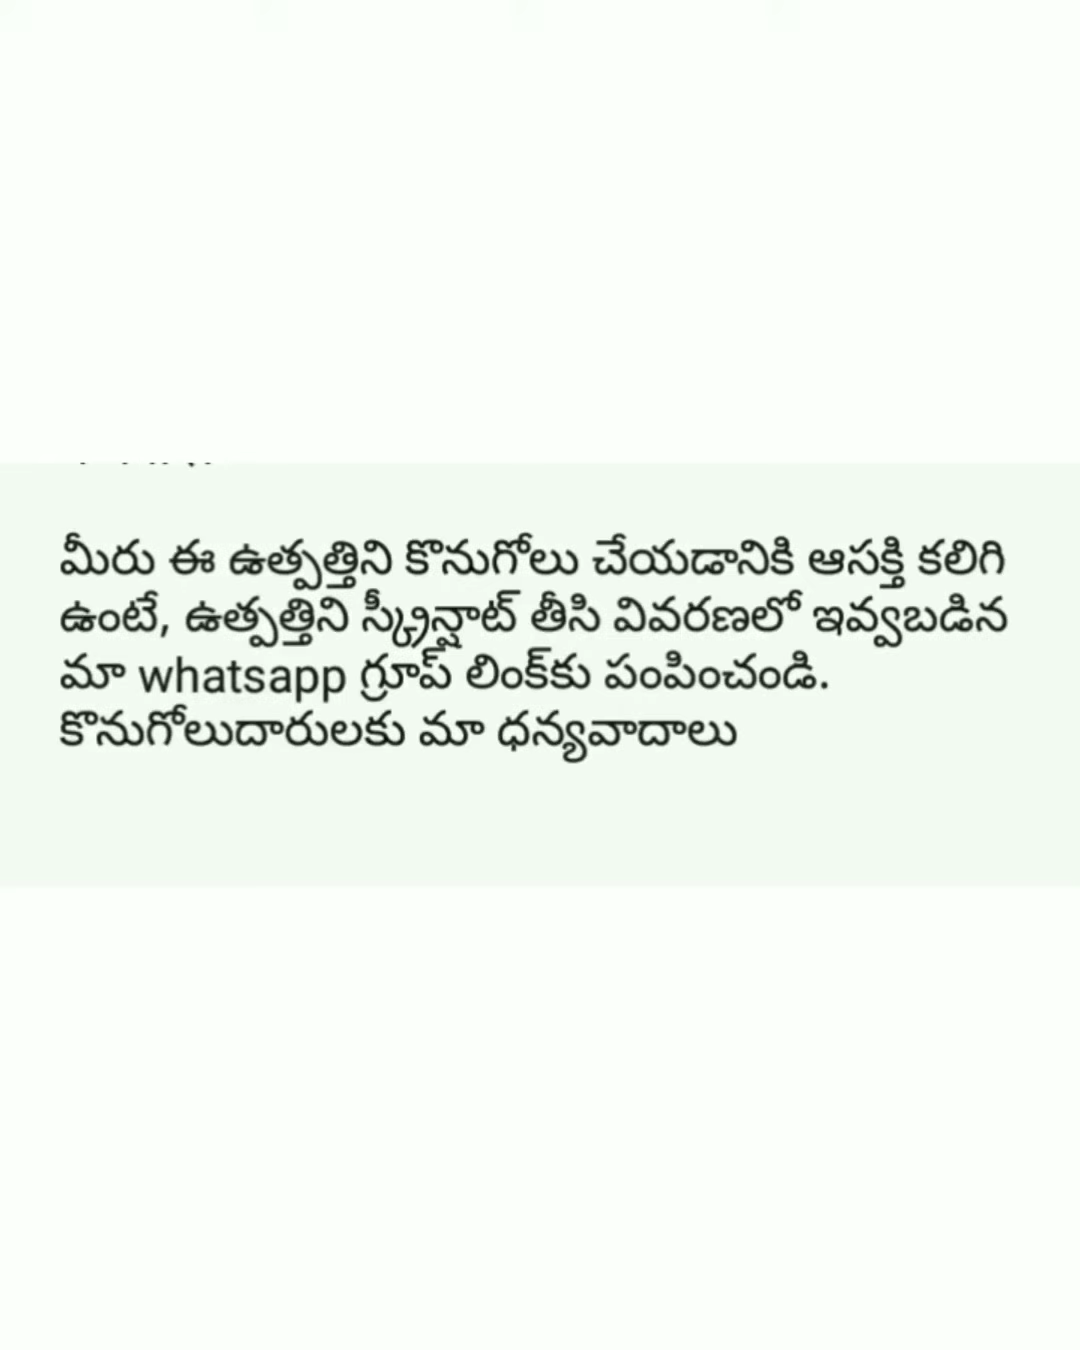 మీరు ఈ ఉత్పత్తిని కొనుగోలు చేయడానికి ఆసక్తి కలిగి
ఉంటే, ఉత్పత్తిని స్క్రీన్షాట్ తీసి వివరణలో ఇవ్వబడిన
మా whatsapp గ్రూప్ లింక్‌కు పంపించండి.
కొనుగోలుదారులకు మా ధన్యవాదాలు